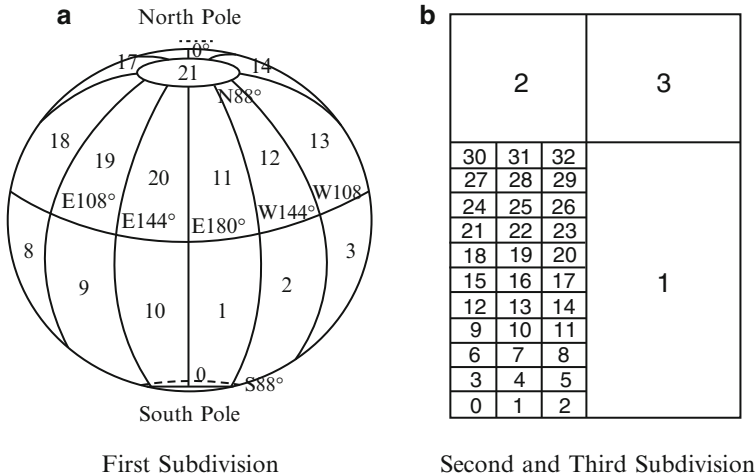 a
North Pole
0°
17
14
21
N88°
18
13
19
12
20
11
E108°
W108
E144°
E180°
W144°
8
3
9
2
10
1
0
S88°
South Pole
First Subdivision
b
2
3
30 31 32
27 28 29
24 25 26
21 22 23
18 19 20
15 16 17
12 13 14
9 10 11
6 7 8
3 4 5
0 1 2
1
Second and Third Subdivision